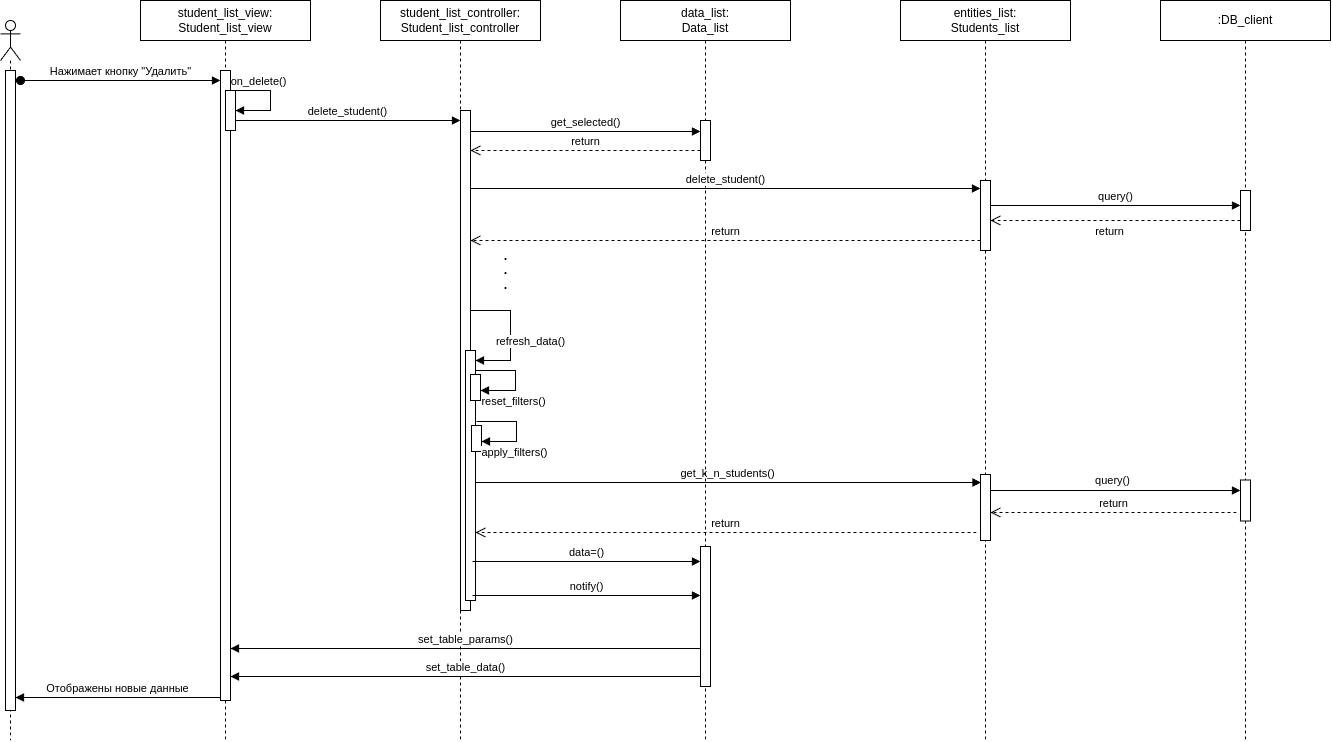 student_list_view:
Student_list_view
student_list_controller:
Student_list_controller
data_list:
Data_list
entities_list:
Students_list
:DB_client
Нажимает кнопку "Удалить"
on_delete()
delete_student()
get_selected()
return
delete_student()
query()
return
return
.
.
.
refresh_data()
reset_filters()
apply_filters()
get_k_n_students()
query()
return
return
data=()
notify()
set_table_params()
set_table_data()
Отображены новые данные